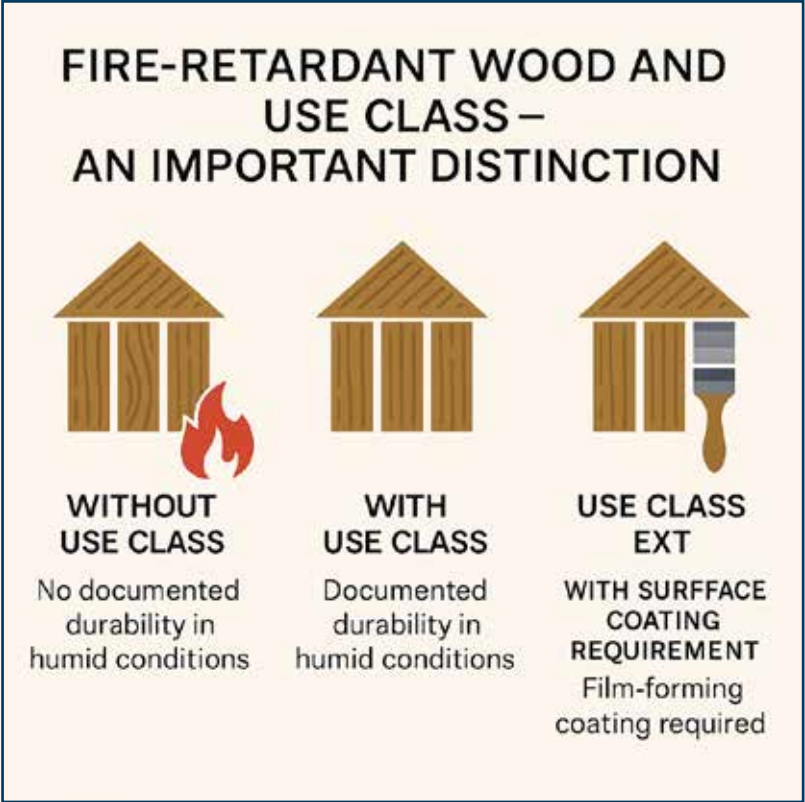 FIRE-RETARDANT WOOD AND
USE CLASS –
AN IMPORTANT DISTINCTION
WITHOUT
USE CLASS
No documented
durability in
humid conditions
WITH
USE CLASS
Documented
durability in
humid conditions
USE CLASS
EXT
WITH SURFFACE
COATING
REQUIREMENT
Film-forming
coating required